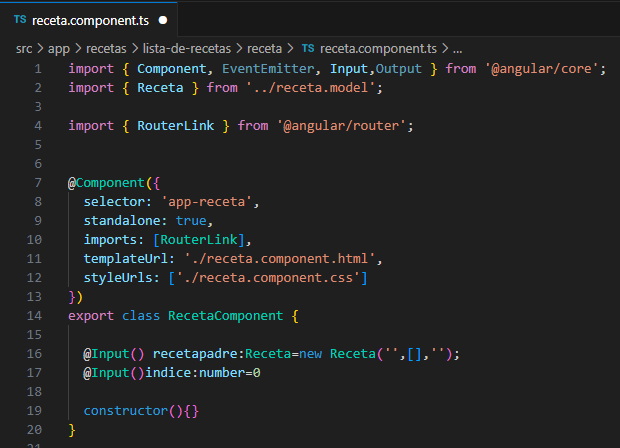 TS receta.component.ts ●
src > app > recetas > lista-de-recetas > receta > TS receta.component.ts > ...
1 import { Component, EventEmitter, Input,Output } from '@angular/core';
2 import { Receta } from '../receta.model';
3
4 import { RouterLink } from '@angular/router';
5
6
7 @Component({
8   selector: 'app-receta',
9   standalone: true,
10   imports: [RouterLink],
11   templateUrl: './receta.component.html',
12   styleUrls: ['./receta.component.css']
13 })
14 export class RecetaComponent {
15
16   @Input() recetapadre:Receta=new Receta('',[],'');
17   @Input()indice:number=0
18
19   constructor(){}
20 }
21